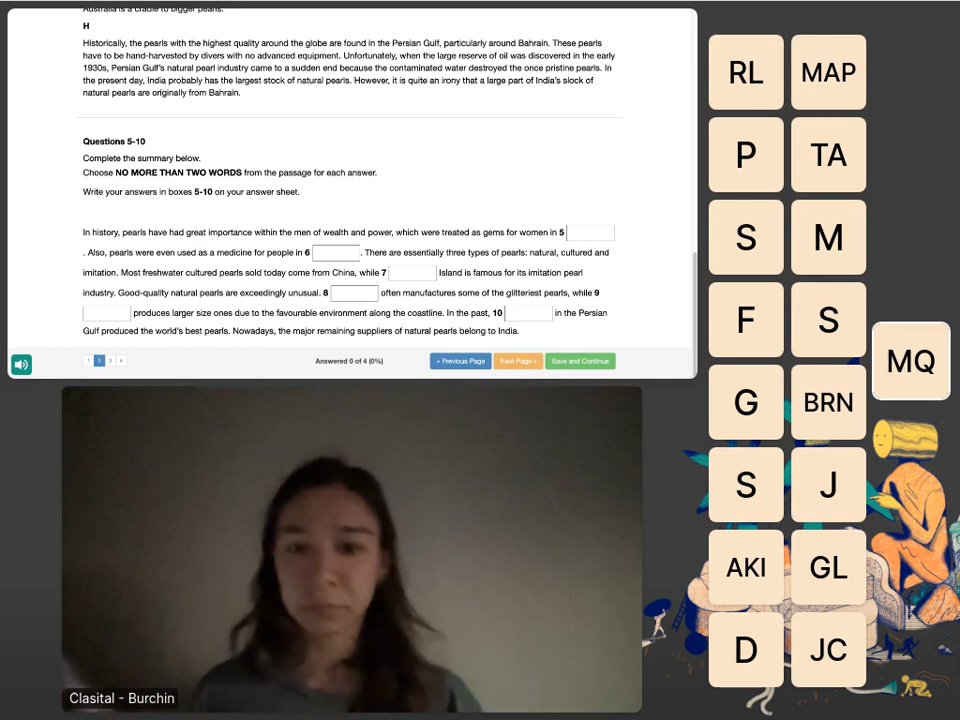 Australia is a cradle to bigger pearls.
H
Historically, the pearls with the highest quality around the globe are found in the Persian Gulf, particularly around Bahrain. These pearls
have to be hand-harvested by divers with no advanced equipment. Unfortunately, when the large reserve of oil was discovered in the early
1930s, Persian Gulf's natural pearl industry came to a sudden end because the contaminated water destroyed the once pristine pearls. In
the present day, India probably has the largest stock of natural pearls. However, it is quite an irony that a large part of India's slock of
natural pearls are originally from Bahrain.
Questions 5-10
Complete the summary below.
Choose NO MORE THAN TWO WORDS from the passage for each answer.
Write your answers in boxes 5-10 on your answer sheet.
In history, pearls have had great importance within the men of wealth and power, which were treated as gems for women in 5
. Also, pearls were even used as a medicine for people in 6 . There are essentially three types of pearls: natural, cultured and
imitation. Most freshwater cultured pearls sold today come from China, while 7 Island is famous for its imitation pearl
industry. Good-quality natural pearls are exceedingly unusual. 8 often manufactures some of the glitteriest pearls, while 9
produces larger size ones due to the favourable environment along the coastline. In the past, 10 in the Persian
Gulf produced the world's best pearls. Nowadays, the major remaining suppliers of natural pearls belong to India.
1 2 3 4
Answered 0 of 4 (0%)
« Previous Page
Next Page »
Save and Continue
Clasital - Burchin
RL MAP
P TA
S M
F S
MQ
G BRN
S J
AKI GL
D JC